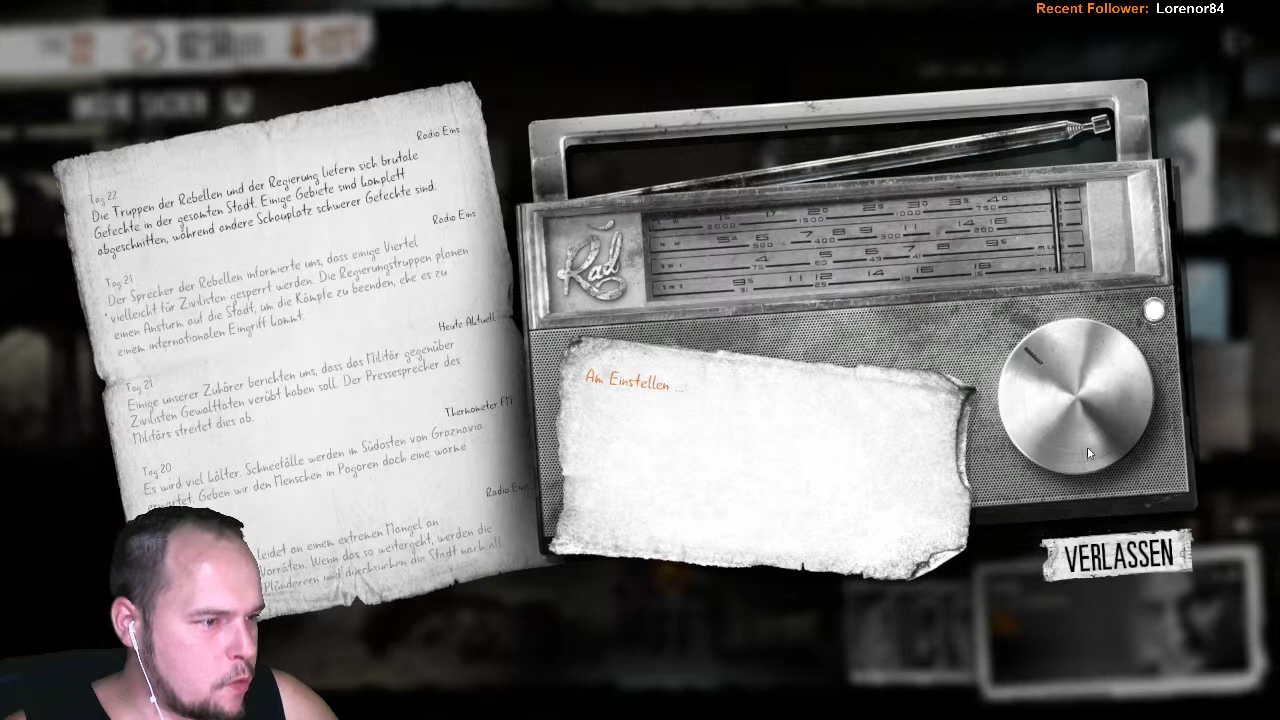 Recent Follower: Lorenor84
Radio Eins
Tag 22
Die Truppen der Rebellen und der Regierung liefern sich brutale
Gefechte in der gesamten Stadt. Einige Gebiete sind komplett
abgeschnitten, während andere Schauplatz schwerer Gefechte sind.
Radio Eins
Tag 21
Der Sprecher der Rebellen informierte uns, dass einige Viertel
vielleicht für Zivilisten gesperrt werden. Die Regierungstruppen planen
einen Ansturm auf die Stadt, um die Kämpfe zu beenden, ehe es zu
einem internationalen Eingriff kommt.
Heute Aktuell
Tag 21
Einige unserer Zuhörer berichten uns, dass das Militär gegenüber
Zivilisten Gewalttaten verübt haben soll. Der Pressesprecher des
Militärs streitet dies ab.
Thermometer FM
Tag 20
Es wird viel kälter. Schneefälle werden im Südosten von Graznavia
erwartet. Geben wir den Menschen in Pogoren doch eine warme
Radio Eins
leidet an einem extremen Mangel an
Vorräten. Wenn das so weitergeht, werden die
Plünderern und durchsuchen die Stadt nach all
Rad
Am Einstellen ...
VERLASSEN